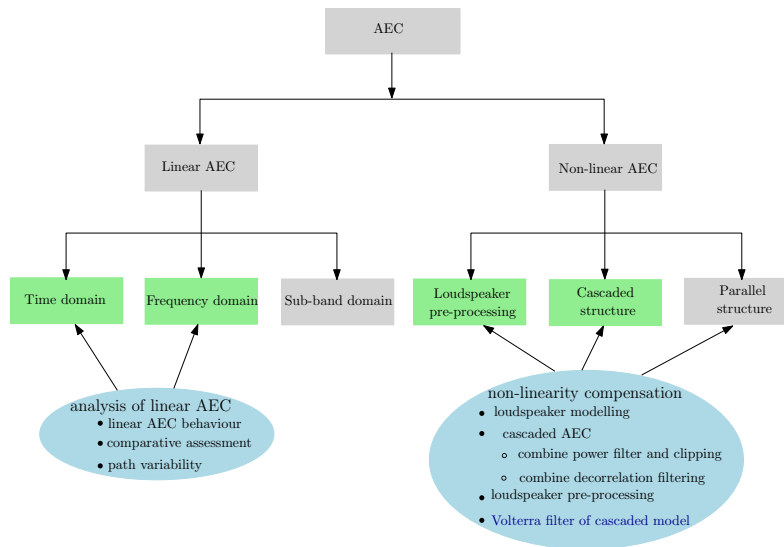 AEC
Linear AEC
Non-linear AEC
Time domain
Frequency domain
Sub-band domain
Loudspeaker
pre-processing
Cascaded
structure
Parallel
structure
analysis of linear AEC
• linear AEC behaviour
• comparative assessment
• path variability
non-linearity compensation
• loudspeaker modelling
• cascaded AEC
◦ combine power filter and clipping
◦ combine decorrelation filtering
• loudspeaker pre-processing
• Volterra filter of cascaded model